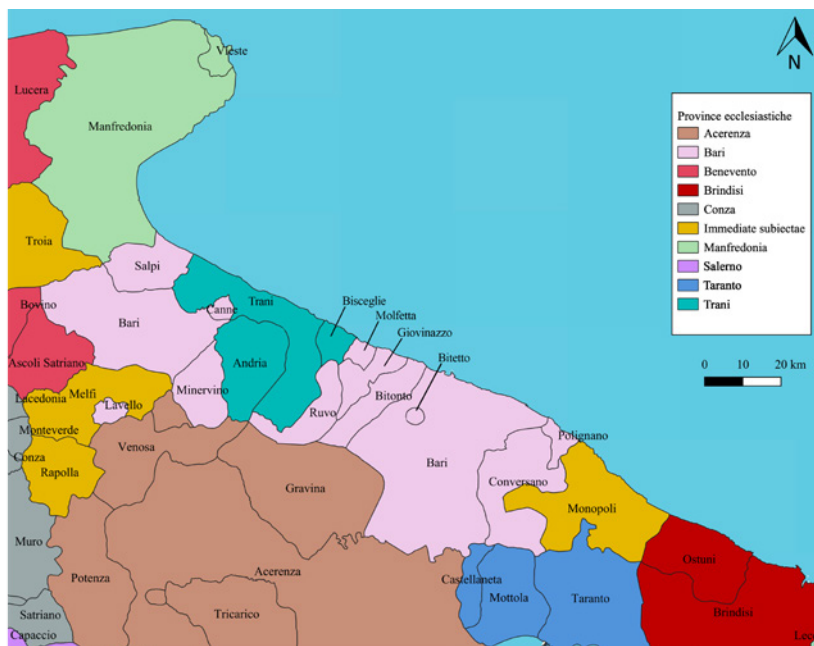 Vieste
N
Lucera
Manfredonia
Province ecclesiastiche
Acerenza
Bari
Benevento
Brindisi
Conza
Immediate subiectae
Manfredonia
Salerno
Taranto
Trani
Troia
Salpi
Bovino
Canne
Trani
Bisceglie
Molfetta
Giovinazzo
Bitetto
Bari
Ascoli Satriano
Andria
0 10 20 km
Lacedonia
Melfi
Minervino
Lavello
Ruvo
Bitonto
Monteverde
Venosa
Polignano
Conza
Rapolla
Gravina
Bari
Conversano
Monopoli
Muro
Potenza
Acerenza
Castellaneta
Ostuni
Mottola
Taranto
Satriano
Tricarico
Brindisi
Capaccio
Lec